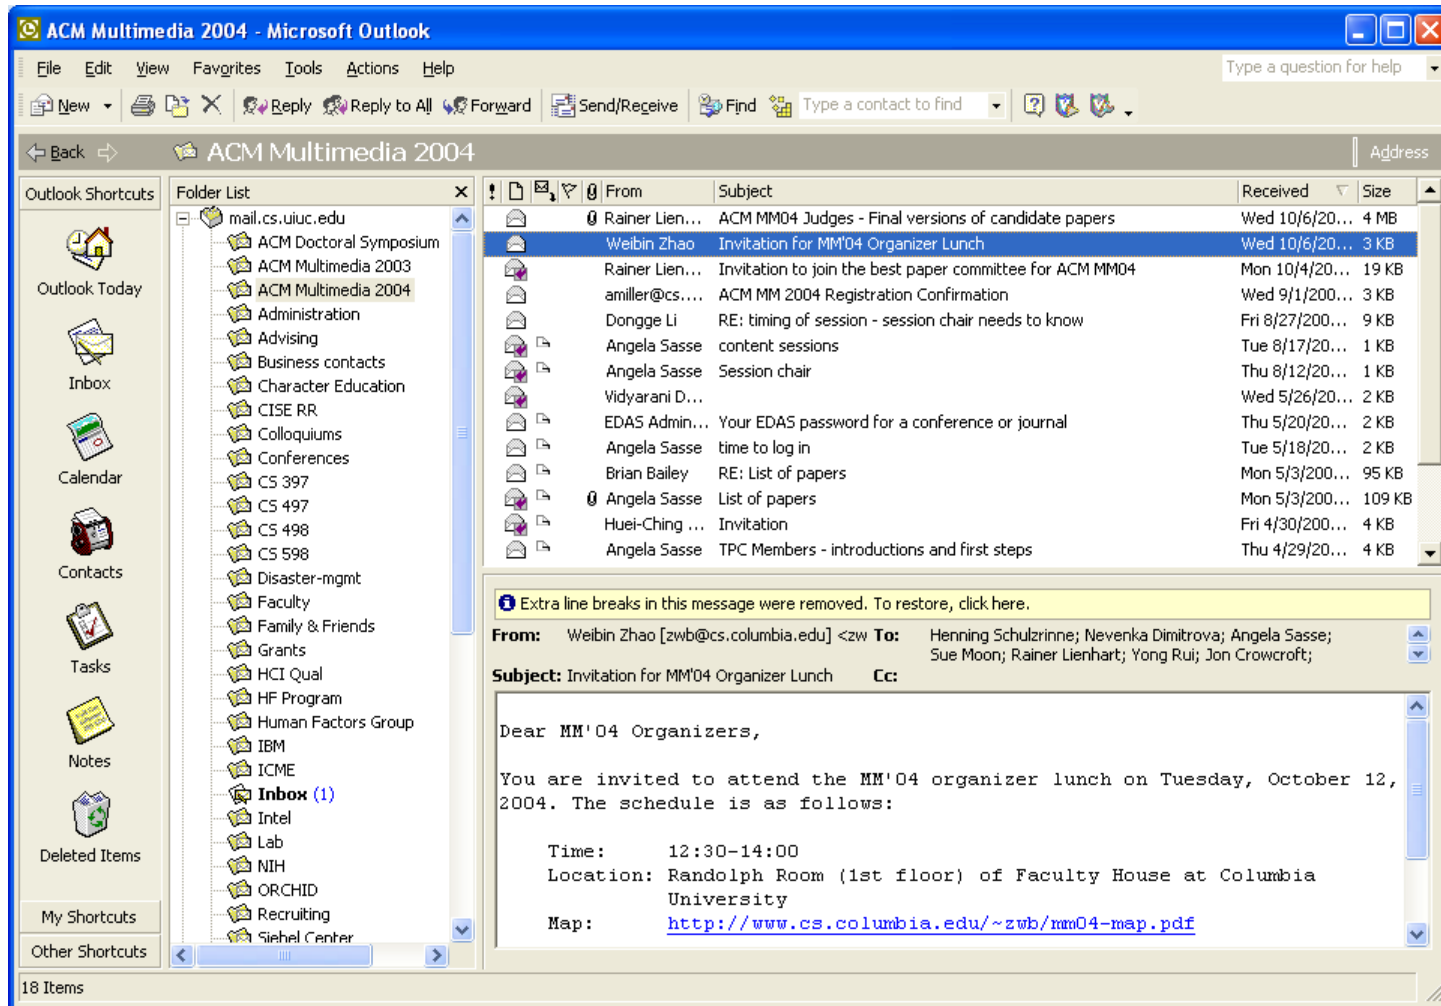 ACM Multimedia 2004 - Microsoft Outlook
File Edit View Favorites Tools Actions Help Type a question for help
New Reply Reply to All Forward Send/Receive Find Type a contact to find
Back ACM Multimedia 2004 Address
Outlook Shortcuts
Outlook Today
Inbox
Calendar
Contacts
Tasks
Notes
Deleted Items
My Shortcuts
Other Shortcuts
Folder List
mail.cs.uiuc.edu
ACM Doctoral Symposium
ACM Multimedia 2003
ACM Multimedia 2004
Administration
Advising
Business contacts
Character Education
CISE RR
Colloquiums
Conferences
CS 397
CS 497
CS 498
CS 598
Disaster-mgmt
Faculty
Family & Friends
Grants
HCI Qual
HF Program
Human Factors Group
IBM
ICME
Inbox (1)
Intel
Lab
NIH
ORCHID
Recruiting
Siebel Center
From Subject Received Size
Rainer Lien... ACM MM04 Judges - Final versions of candidate papers Wed 10/6/20... 4 MB
Weibin Zhao Invitation for MM'04 Organizer Lunch Wed 10/6/20... 3 KB
Rainer Lien... Invitation to join the best paper committee for ACM MM04 Mon 10/4/20... 19 KB
amiller@cs.... ACM MM 2004 Registration Confirmation Wed 9/1/200... 3 KB
Dongge Li RE: timing of session - session chair needs to know Fri 8/27/200... 9 KB
Angela Sasse content sessions Tue 8/17/20... 1 KB
Angela Sasse Session chair Thu 8/12/20... 1 KB
Vidyarani D... Wed 5/26/20... 2 KB
EDAS Admin... Your EDAS password for a conference or journal Thu 5/20/20... 2 KB
Angela Sasse time to log in Tue 5/18/20... 2 KB
Brian Bailey RE: List of papers Mon 5/3/200... 95 KB
Angela Sasse List of papers Mon 5/3/200... 109 KB
Huei-Ching ... Invitation Fri 4/30/200... 4 KB
Angela Sasse TPC Members - introductions and first steps Thu 4/29/20... 4 KB
Extra line breaks in this message were removed. To restore, click here.
From: Weibin Zhao [zwb@cs.columbia.edu] <zw To: Henning Schulzrinne; Nevenka Dimitrova; Angela Sasse;
Sue Moon; Rainer Lienhart; Yong Rui; Jon Crowcroft;
Subject: Invitation for MM'04 Organizer Lunch Cc:
Dear MM'04 Organizers,
You are invited to attend the MM'04 organizer lunch on Tuesday, October 12,
2004. The schedule is as follows:
Time: 12:30-14:00
Location: Randolph Room (1st floor) of Faculty House at Columbia
University
Map: http://www.cs.columbia.edu/~zwb/mm04-map.pdf
18 Items